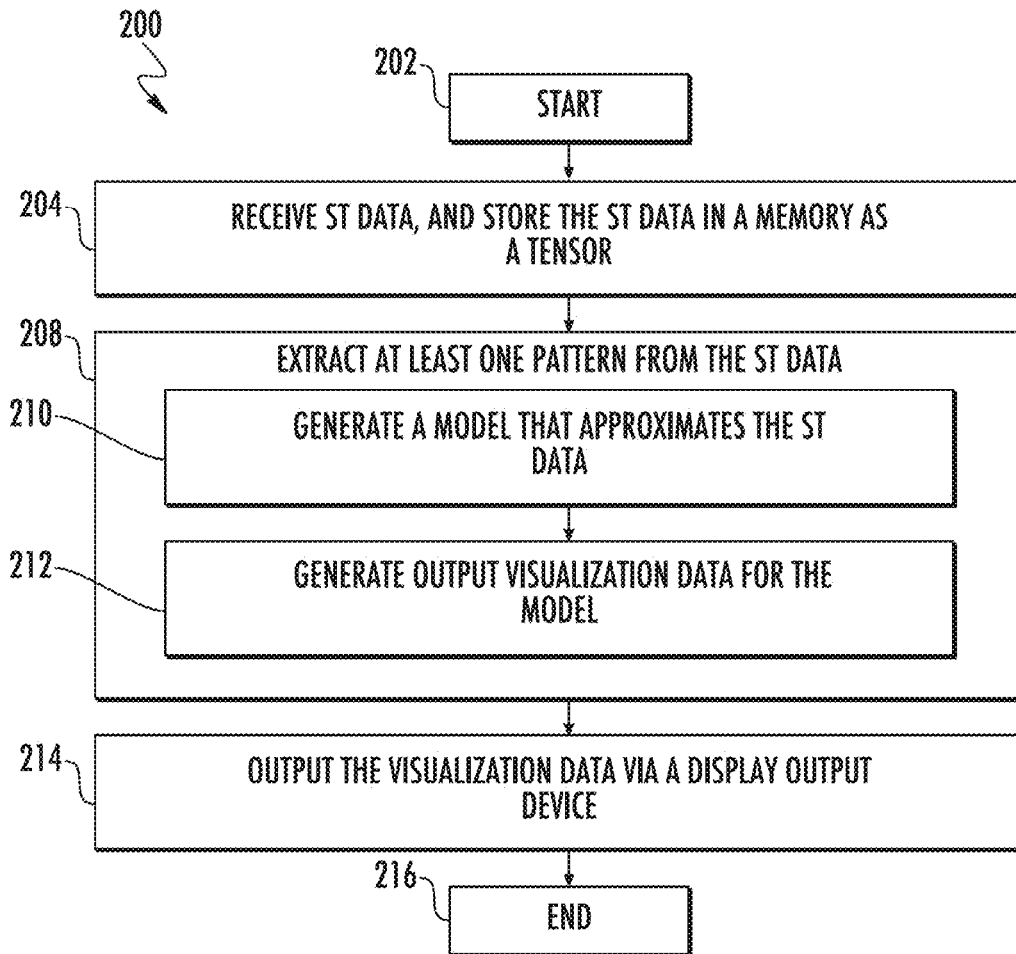 200
202
START
204
RECEIVE ST DATA, AND STORE THE ST DATA IN A MEMORY AS
A TENSOR
208
EXTRACT AT LEAST ONE PATTERN FROM THE ST DATA
210
GENERATE A MODEL THAT APPROXIMATES THE ST
DATA
212
GENERATE OUTPUT VISUALIZATION DATA FOR THE
MODEL
214
OUTPUT THE VISUALIZATION DATA VIA A DISPLAY OUTPUT
DEVICE
216
END